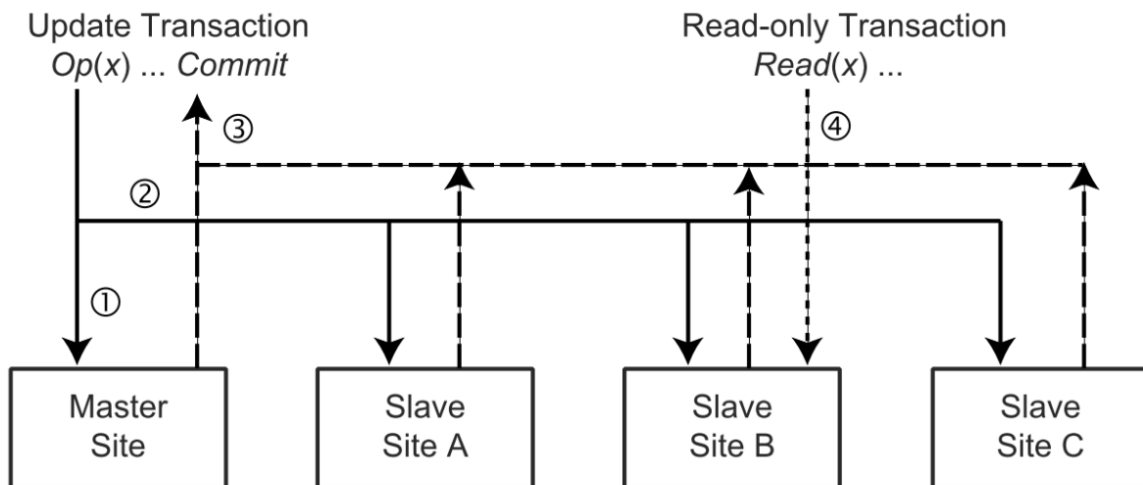 Update Transaction
Op(x) ... Commit
Read-only Transaction
Read(x) ...
③
④
②
①
Master
Site
Slave
Site A
Slave
Site B
Slave
Site C